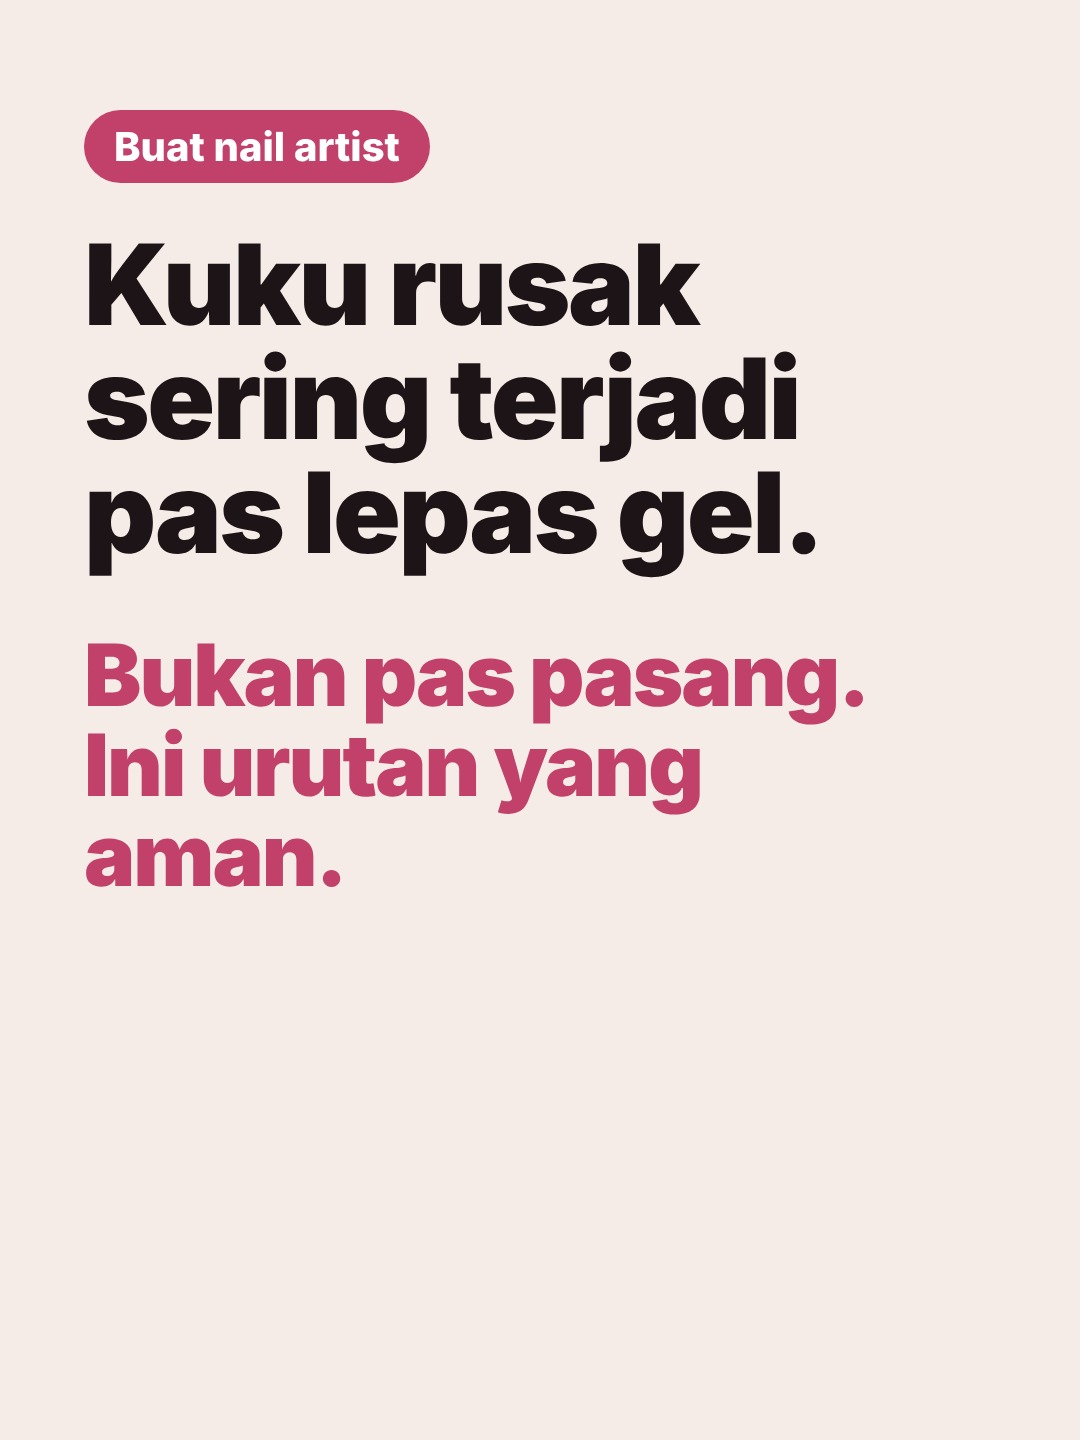 Buat nail artist
Kuku rusak
sering terjadi
pas lepas gel.
Bukan pas pasang.
Ini urutan yang
aman.